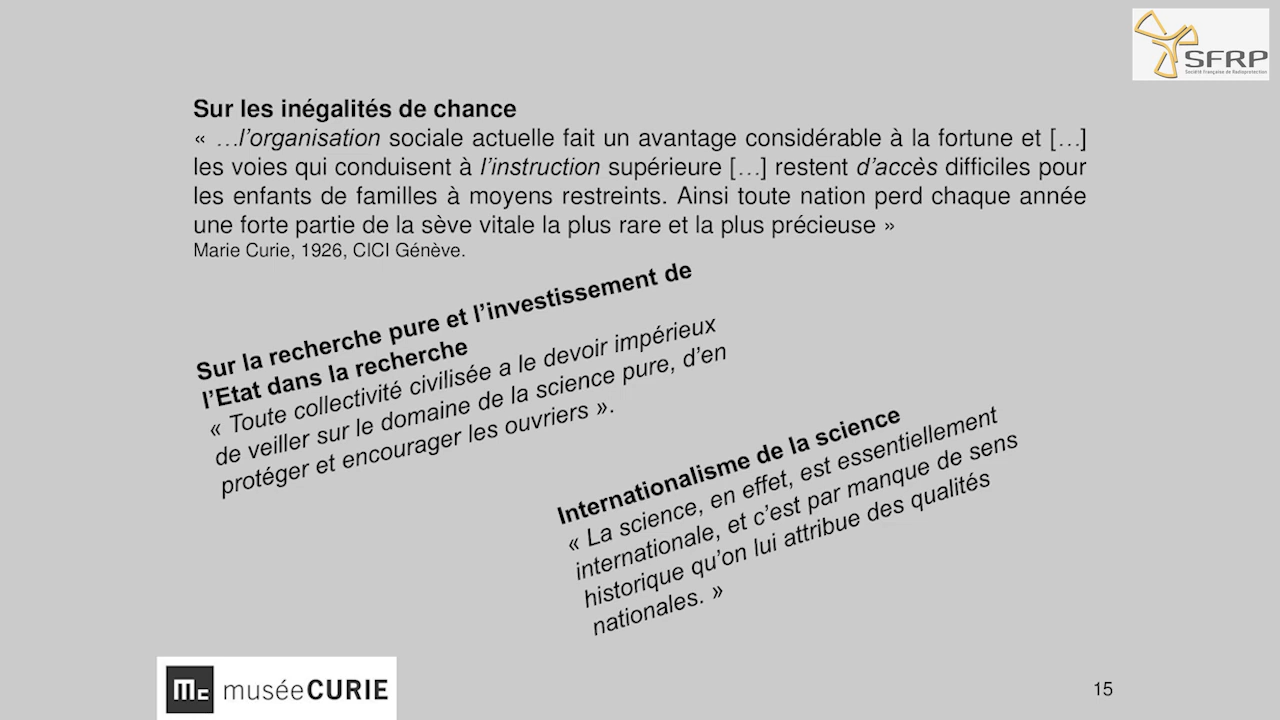 SFRP
Société Française de Radioprotection
Sur les inégalités de chance
« …l’organisation sociale actuelle fait un avantage considérable à la fortune et […]
les voies qui conduisent à l’instruction supérieure […] restent d’accès difficiles pour
les enfants de familles à moyens restreints. Ainsi toute nation perd chaque année
une forte partie de la sève vitale la plus rare et la plus précieuse »
Marie Curie, 1926, CICI Génève.
Sur la recherche pure et l’investissement de
l’Etat dans la recherche
« Toute collectivité civilisée a le devoir impérieux
de veiller sur le domaine de la science pure, d’en
protéger et encourager les ouvriers ».
Internationalisme de la science
« La science, en effet, est essentiellement
internationale, et c’est par manque de sens
historique qu’on lui attribue des qualités
nationales. »
Mc muséeCURIE
15